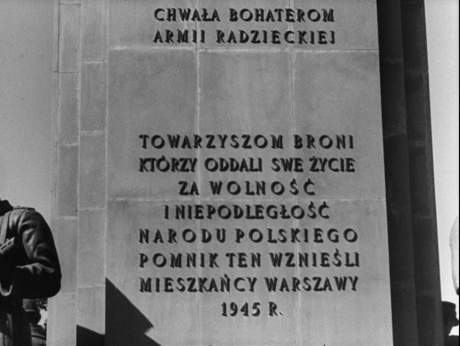 CHWAŁA BOHATEROM
ARMII RADZIECKIEJ
TOWARZYSZOM BRONI
KTÓRZY ODDALI SWE ŻYCIE
ZA WOLNOŚĆ
I NIEPODLEGŁOŚĆ
NARODU POLSKIEGO
POMNIK TEN WZNIEŚLI
MIESZKAŃCY WARSZAWY
1945 R.